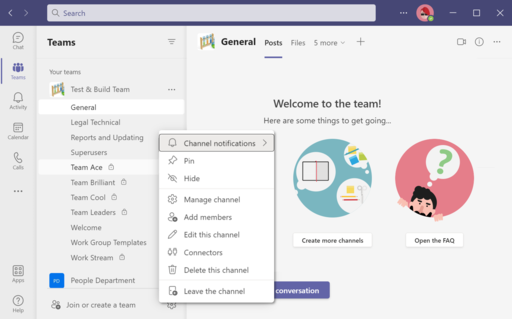 Search
Chat
Teams
Activity
Calendar
Calls
Apps
Help
Teams
Your teams
Test & Build Team
General
Legal Technical
Reports and Updating
Superusers
Team Ace
Team Brilliant
Team Cool
Team Leaders
Welcome
Work Group Templates
Work Stream
PD People Department
Join or create a team
Channel notifications
Pin
Hide
Manage channel
Add members
Edit this channel
Connectors
Delete this channel
Leave the channel
General Posts Files 5 more
Welcome to the team!
Here are some things to get going...
Create more channels
Open the FAQ
conversation